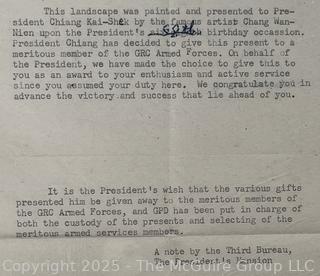 This landscape was painted and presented to Pre-
sident Chiang Kai-Shek by the famous artist Chang Wan-
Nien upon the President's birthday occassion.
President Chiang has decided to give this present to a
meritous member of the GRC Armed Forces. On behalf of
the President, we have made the choice to give this to
you as an award to your enthusiasm and active service
since you assumed your duty here. We congratulate you in
advance the victory and success that lie ahead of you.
It is the President's wish that the various gifts
presented him be given away to the meritous members of
the GRC Armed Forces, and GPD has been put in charge of
both the custody of the presents and selecting of the
meritous armed services members.
A note by the Third Bureau,
The President's Mansion
Copyright 2025 - The McGuire Group LLC